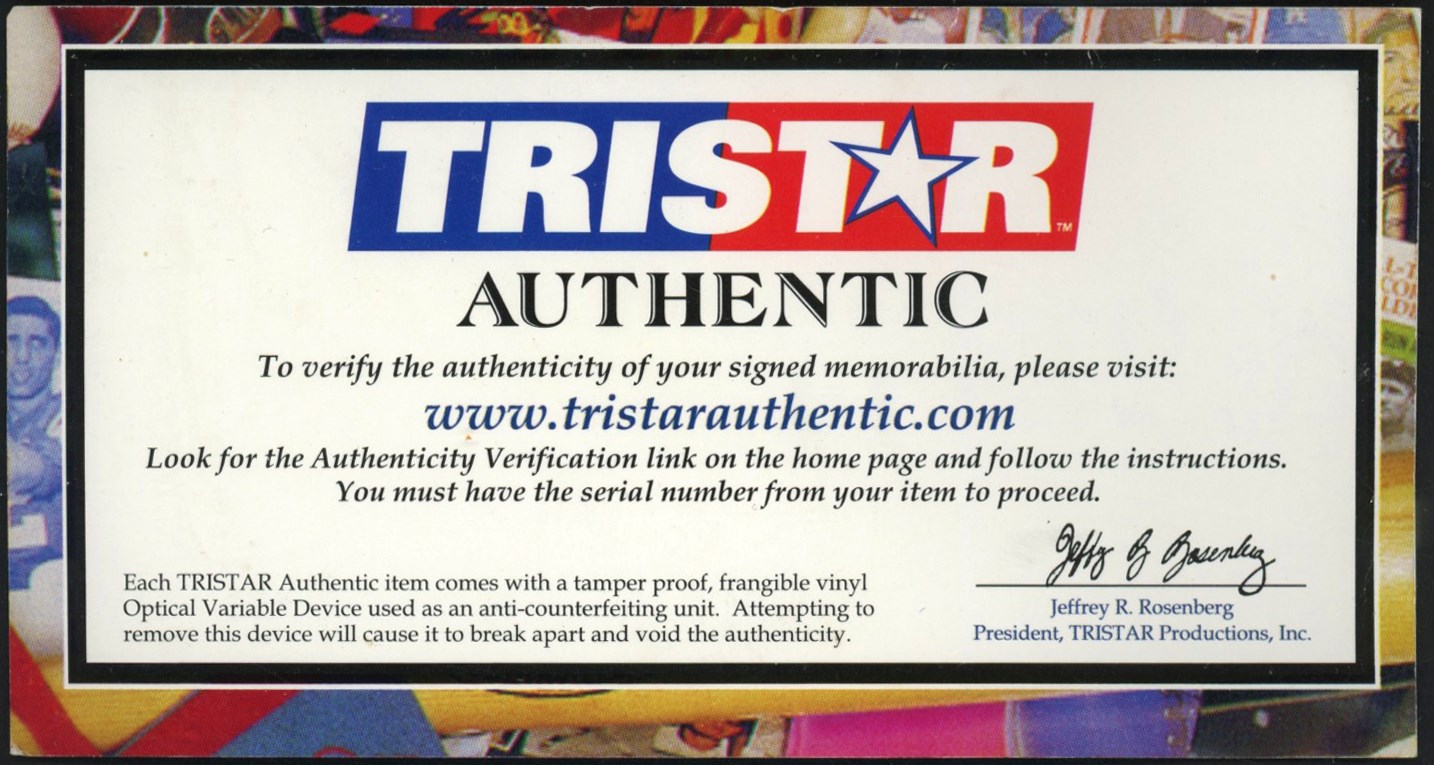 TRISTAR™
AUTHENTIC
To verify the authenticity of your signed memorabilia, please visit:
www.tristarauthentic.com
Look for the Authenticity Verification link on the home page and follow the instructions.
You must have the serial number from your item to proceed.
Each TRISTAR Authentic item comes with a tamper proof, frangible vinyl
Optical Variable Device used as an anti-counterfeiting unit. Attempting to
remove this device will cause it to break apart and void the authenticity.
Jeffrey R. Rosenberg
President, TRISTAR Productions, Inc.